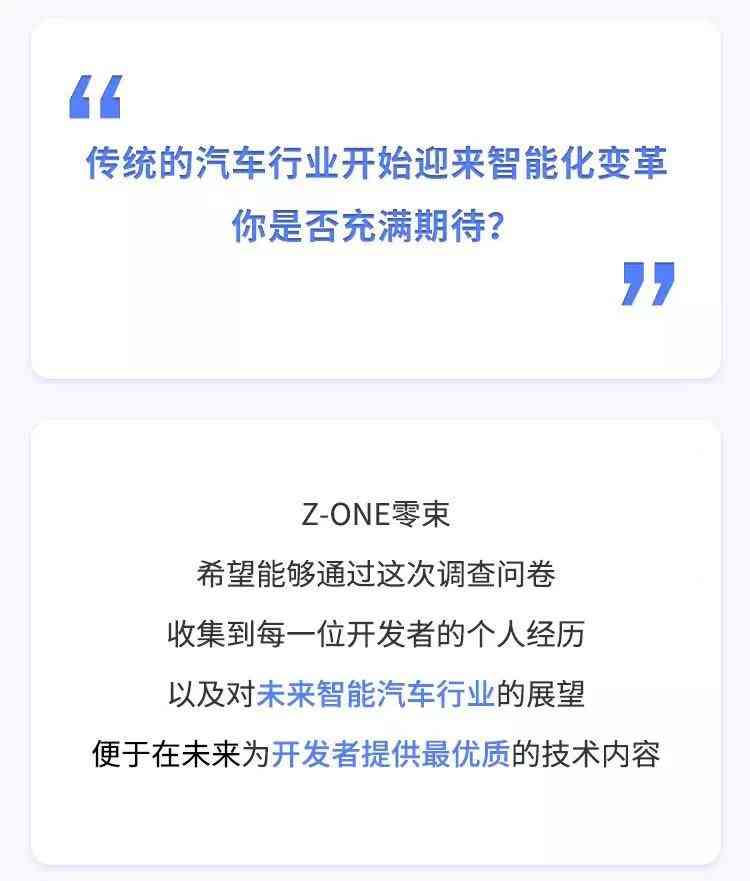 “
传统的汽车行业开始迎来智能化变革
你是否充满期待？
”
Z-ONE零束
希望能够通过这次调查问卷
收集到每一位开发者的个人经历
以及对未来智能汽车行业的展望
便于在未来为开发者提供最优质的技术内容